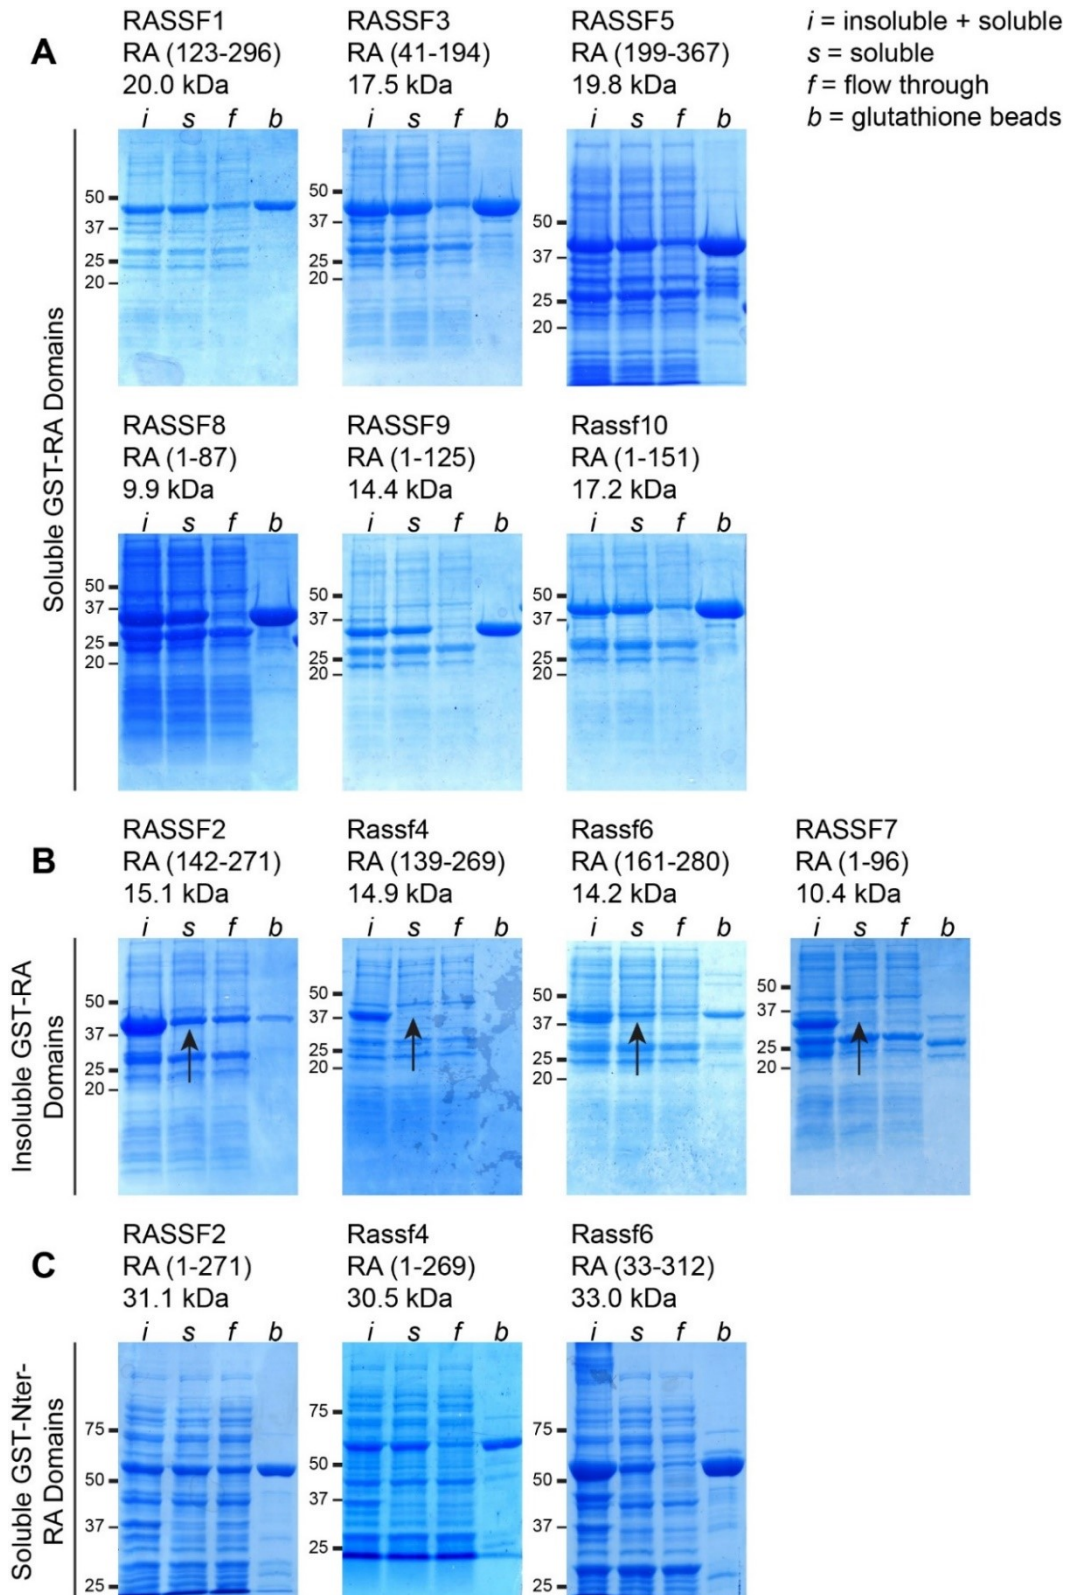 A
RASSF1
RA (123-296)
20.0 kDa
i s f b
50
37
25
20
RASSF3
RA (41-194)
17.5 kDa
i s f b
50
37
25
20
RASSF5
RA (199-367)
19.8 kDa
i s f b
50
37
25
20
i = insoluble + soluble
s = soluble
f = flow through
b = glutathione beads
Soluble GST-RA Domains
RASSF8
RA (1-87)
9.9 kDa
i s f b
50
37
25
20
RASSF9
RA (1-125)
14.4 kDa
i s f b
50
37
25
20
Rassf10
RA (1-151)
17.2 kDa
i s f b
50
37
25
20
B
Insoluble GST-RA
Domains
RASSF2
RA (142-271)
15.1 kDa
i s f b
50
37
25
20
Rassf4
RA (139-269)
14.9 kDa
i s f b
50
37
25
20
Rassf6
RA (161-280)
14.2 kDa
i s f b
50
37
25
20
RASSF7
RA (1-96)
10.4 kDa
i s f b
50
37
25
20
C
Soluble GST-Nter-
RA Domains
RASSF2
RA (1-271)
31.1 kDa
i s f b
75
50
37
25
Rassf4
RA (1-269)
30.5 kDa
i s f b
75
50
37
25
Rassf6
RA (33-312)
33.0 kDa
i s f b
75
50
37
25